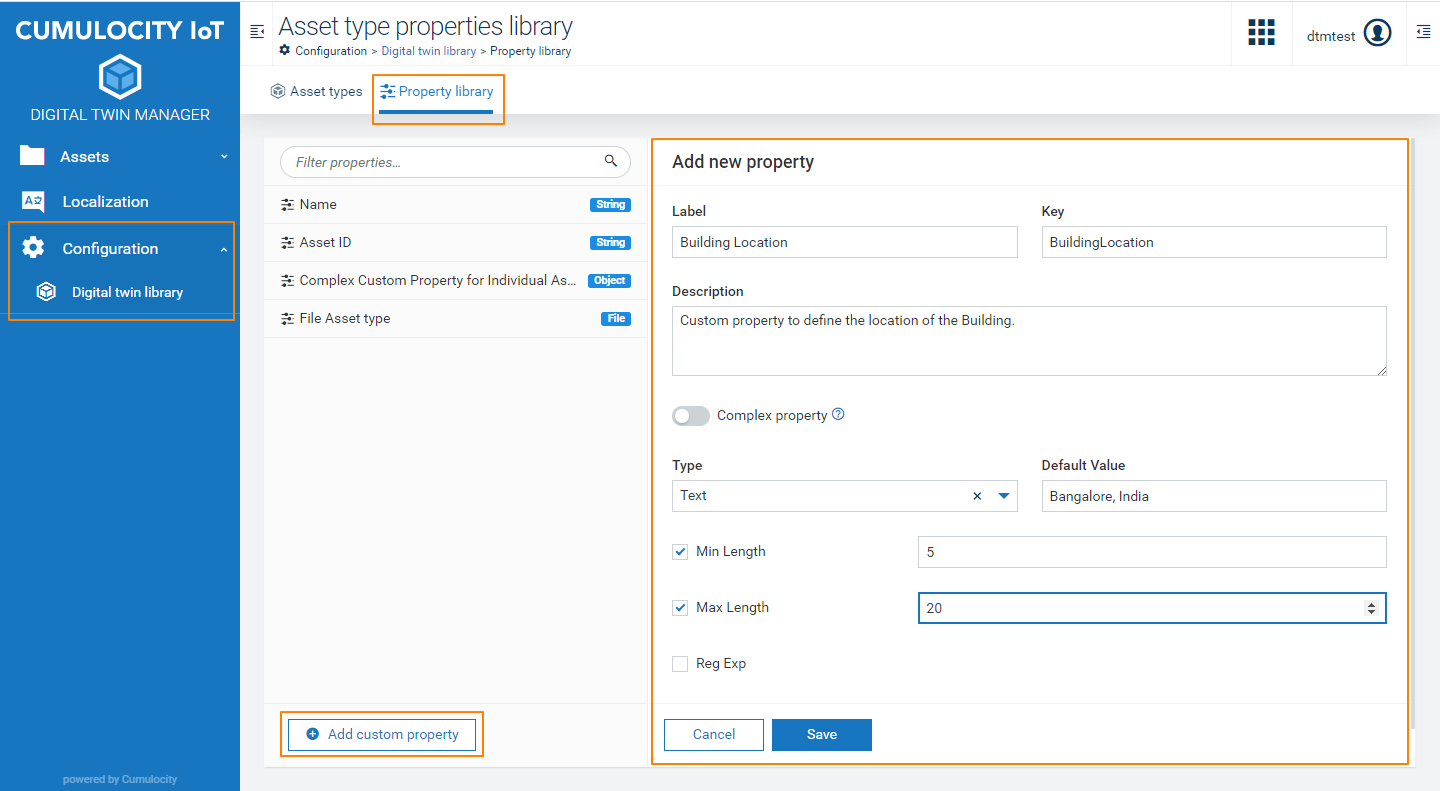 CUMULOCITY IoT
DIGITAL TWIN MANAGER
Assets
Localization
Configuration
Digital twin library
powered by Cumulocity
Asset type properties library
Configuration > Digital twin library > Property library
dtmtest
Asset types
Property library
Filter properties...
Name String
Asset ID String
Complex Custom Property for Individual As... Object
File Asset type File
Add custom property
Add new property
Label Key
Building Location BuildingLocation
Description
Custom property to define the location of the Building.
Complex property
Type Default Value
Text Bangalore, India
Min Length 5
Max Length 20
Reg Exp
Cancel Save